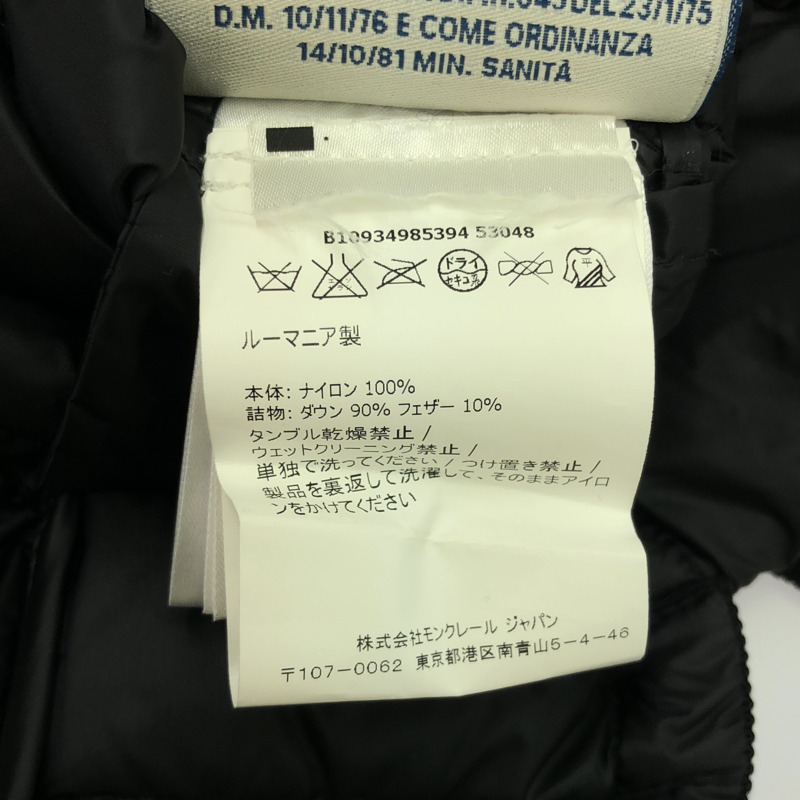 DEL 23/1/75
D.M. 10/11/76 E COME ORDINANZA
14/10/81 MIN. SANITÀ
B10934985394 53048
ドライ
セキユ系
平
ルーマニア製
本体: ナイロン 100%
詰物: ダウン 90% フェザー 10%
タンブル乾燥禁止 /
ウェットクリーニング禁止 /
単独で洗ってください / つけ置き禁止 /
製品を裏返して洗濯して、そのままアイロ
ンをかけてください
株式会社モンクレール ジャパン
〒107-0062 東京都港区南青山5-4-46